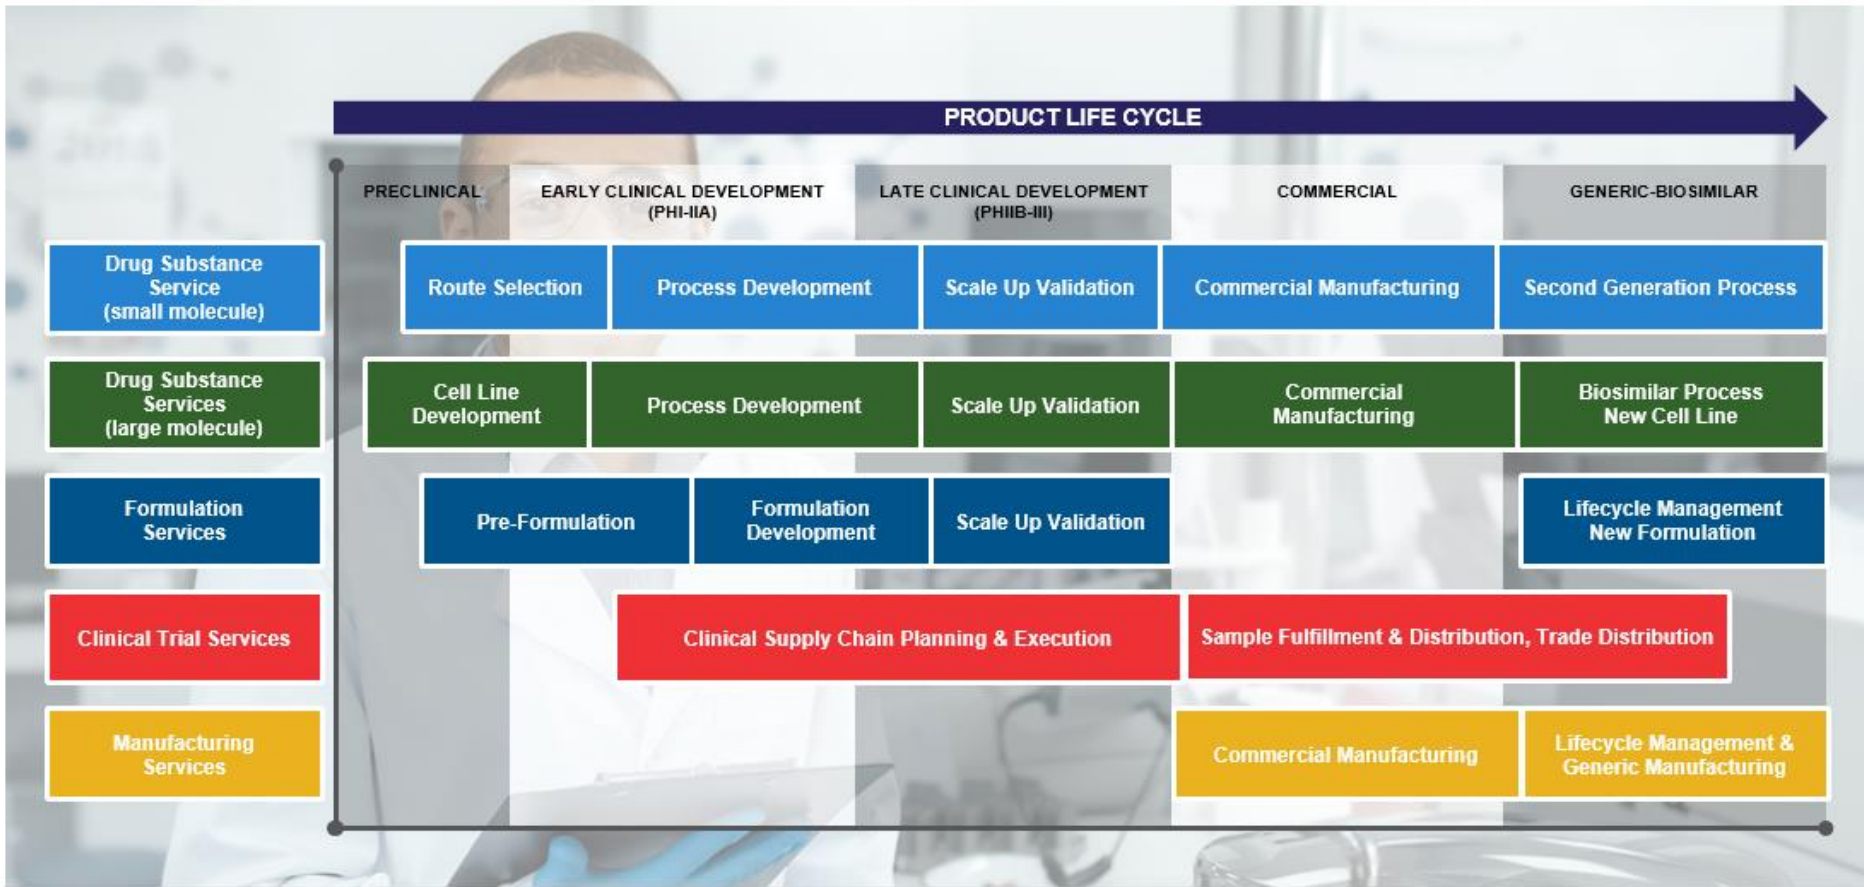 PRODUCT LIFE CYCLE
PRECLINICAL
EARLY CLINICAL DEVELOPMENT
(PHI-IIA)
LATE CLINICAL DEVELOPMENT
(PHIIB-III)
COMMERCIAL
GENERIC-BIOSIMILAR
Drug Substance
Service
(small molecule)
Route Selection
Process Development
Scale Up Validation
Commercial Manufacturing
Second Generation Process
Drug Substance
Services
(large molecule)
Cell Line
Development
Process Development
Scale Up Validation
Commercial
Manufacturing
Biosimilar Process
New Cell Line
Formulation
Services
Pre-Formulation
Formulation
Development
Scale Up Validation
Lifecycle Management
New Formulation
Clinical Trial Services
Clinical Supply Chain Planning & Execution
Sample Fulfillment & Distribution, Trade Distribution
Manufacturing
Services
Commercial Manufacturing
Lifecycle Management &
Generic Manufacturing